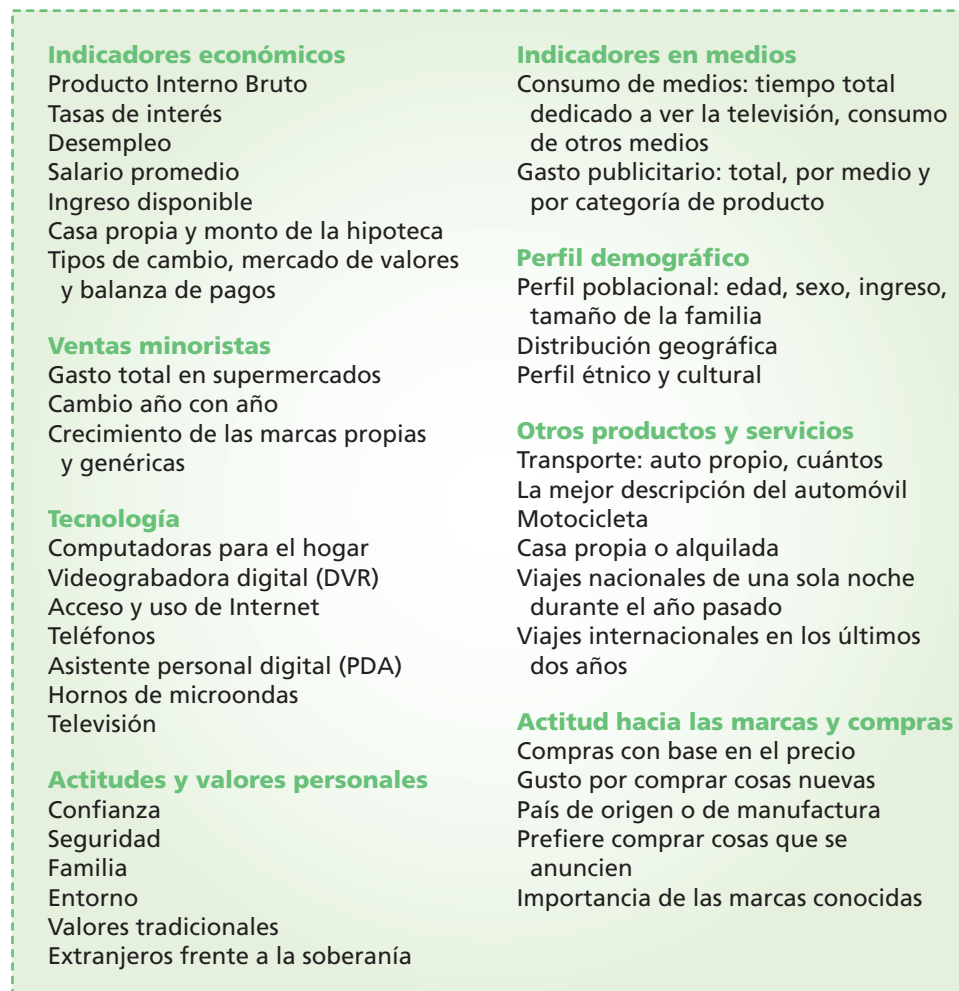 Indicadores económicos
Producto Interno Bruto
Tasas de interés
Desempleo
Salario promedio
Ingreso disponible
Casa propia y monto de la hipoteca
Tipos de cambio, mercado de valores
y balanza de pagos
Ventas minoristas
Gasto total en supermercados
Cambio año con año
Crecimiento de las marcas propias
y genéricas
Tecnología
Computadoras para el hogar
Videograbadora digital (DVR)
Acceso y uso de Internet
Teléfonos
Asistente personal digital (PDA)
Hornos de microondas
Televisión
Actitudes y valores personales
Confianza
Seguridad
Familia
Entorno
Valores tradicionales
Extranjeros frente a la soberanía
Indicadores en medios
Consumo de medios: tiempo total
dedicado a ver la televisión, consumo
de otros medios
Gasto publicitario: total, por medio y
por categoría de producto
Perfil demográfico
Perfil poblacional: edad, sexo, ingreso,
tamaño de la familia
Distribución geográfica
Perfil étnico y cultural
Otros productos y servicios
Transporte: auto propio, cuántos
La mejor descripción del automóvil
Motocicleta
Casa propia o alquilada
Viajes nacionales de una sola noche
durante el año pasado
Viajes internacionales en los últimos
dos años
Actitud hacia las marcas y compras
Compras con base en el precio
Gusto por comprar cosas nuevas
País de origen o de manufactura
Prefiere comprar cosas que se
anuncien
Importancia de las marcas conocidas